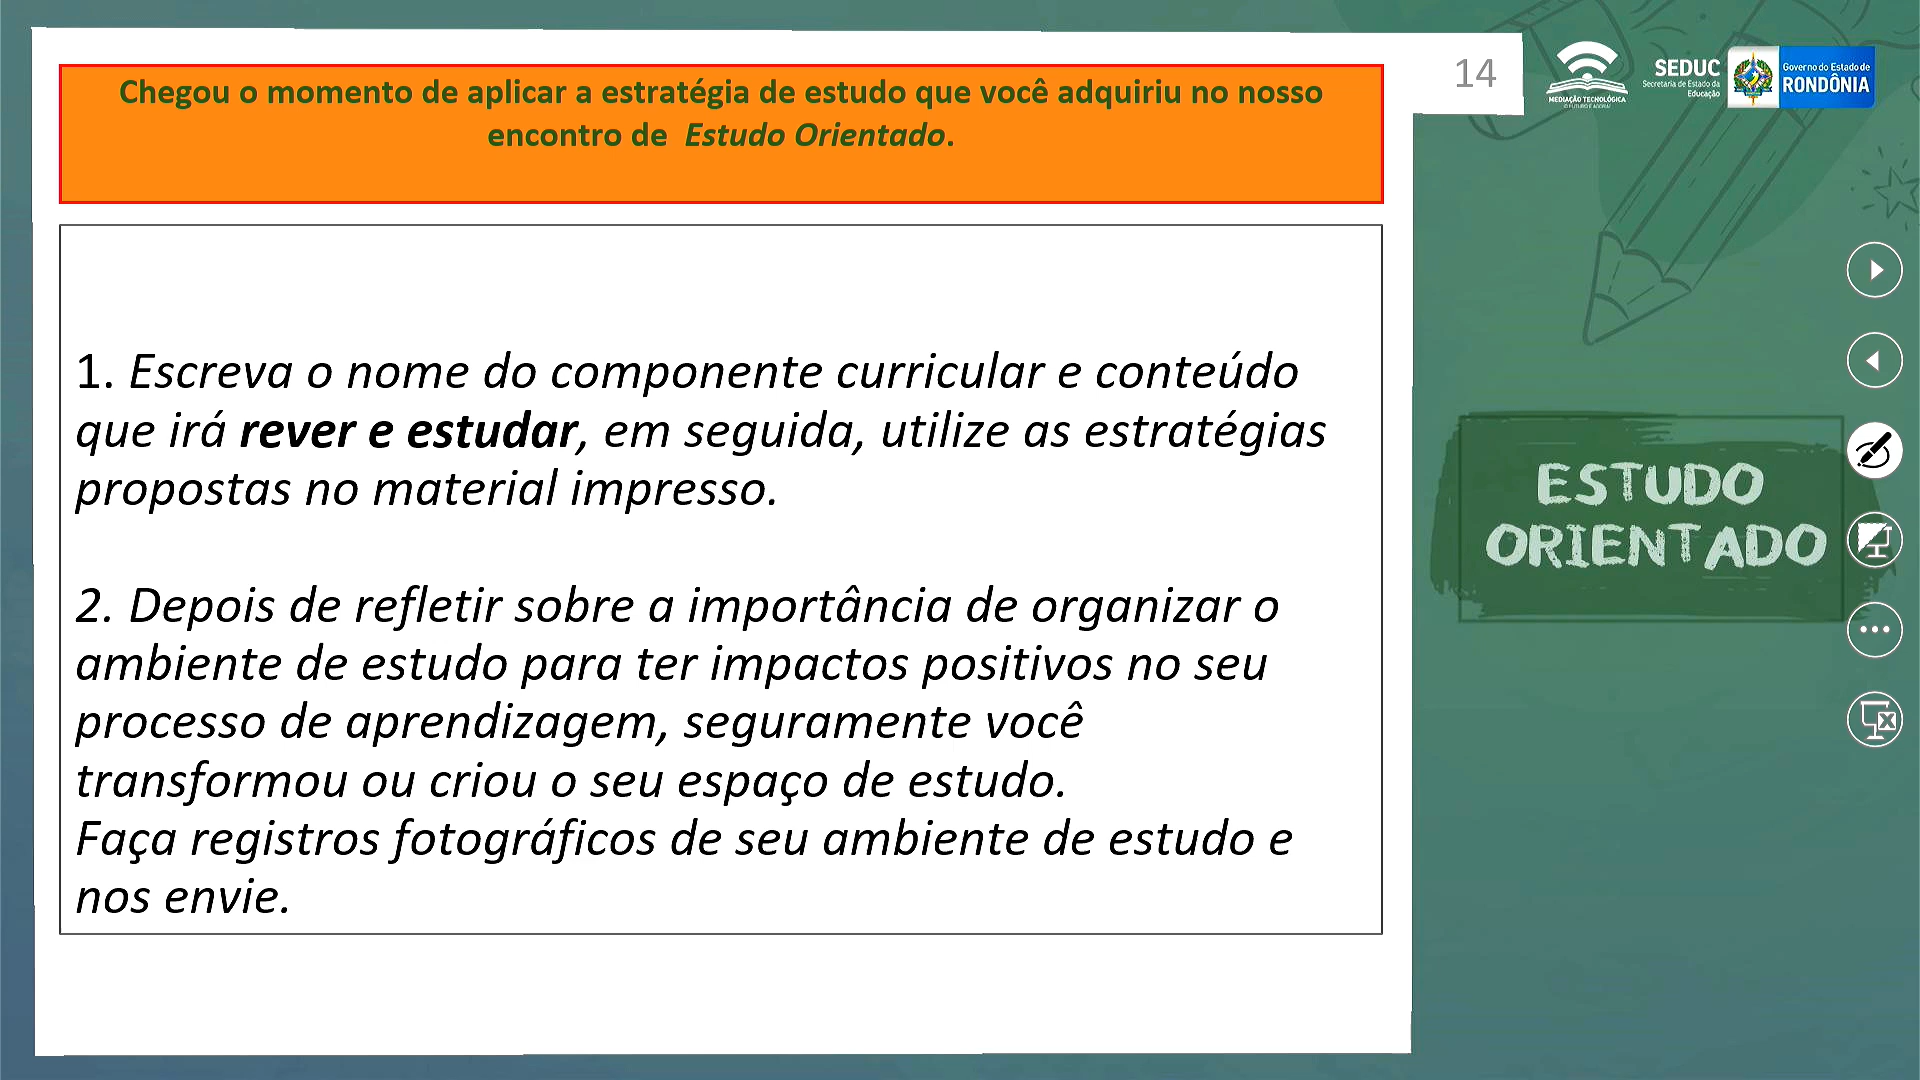 Chegou o momento de aplicar a estratégia de estudo que você adquiriu no nosso
encontro de Estudo Orientado.
14
MEDIAÇÃO TECNOLÓGICA
O FUTURO É AGORA!
SEDUC
Secretaria de Estado da
Educação
Governo do Estado de
RONDÔNIA
1. Escreva o nome do componente curricular e conteúdo
que irá rever e estudar, em seguida, utilize as estratégias
propostas no material impresso.
2. Depois de refletir sobre a importância de organizar o
ambiente de estudo para ter impactos positivos no seu
processo de aprendizagem, seguramente você
transformou ou criou o seu espaço de estudo.
Faça registros fotográficos de seu ambiente de estudo e
nos envie.
ESTUDO
ORIENTADO